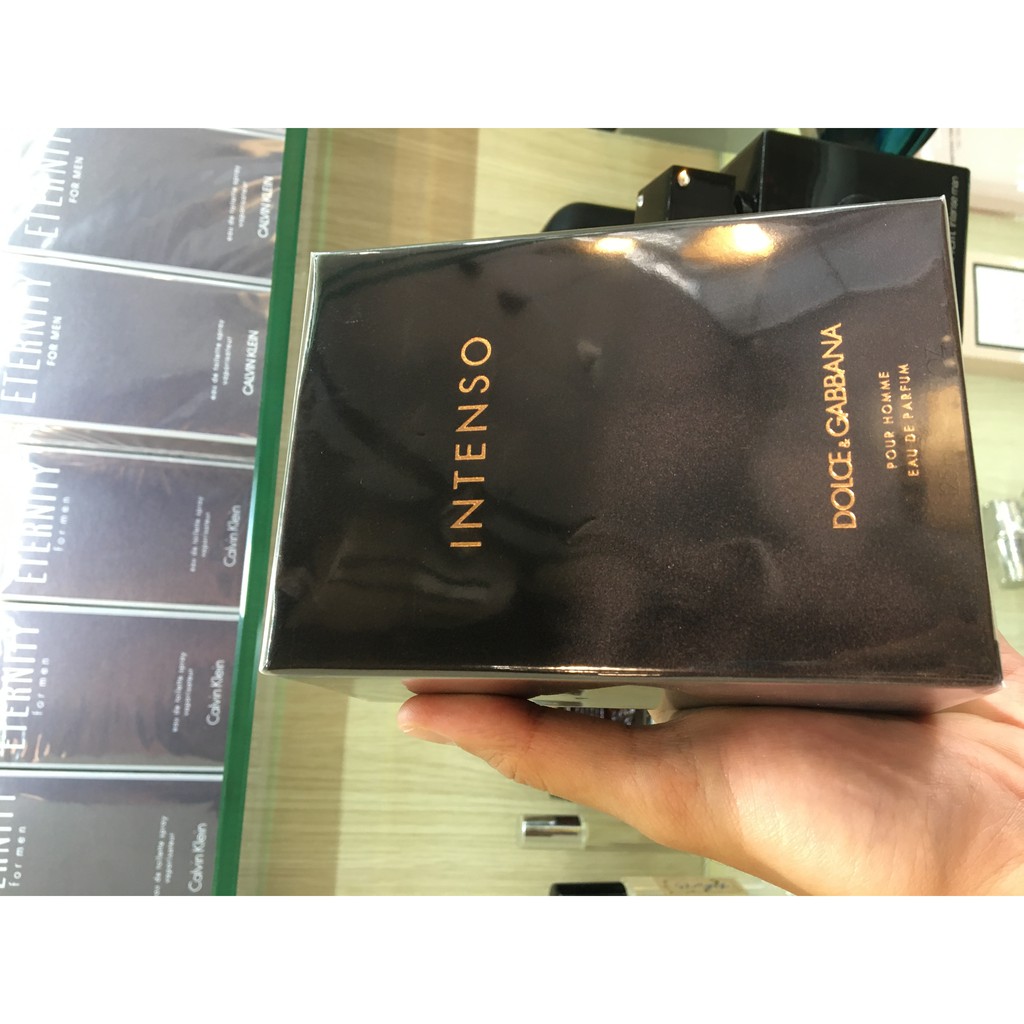 INTENSO
DOLCE & GABBANA
POUR HOMME
EAU DE PARFUM
ETERNITY
FOR MEN
eau de toilette spray
CALVIN KLEIN
ETERNITY
FOR MEN
eau de toilette spray
vaporisateur
CALVIN KLEIN
ETERNITY
for men
eau de toilette spray
vaporisateur
Calvin Klein
ETERNITY
for men
eau de toilette spray
vaporisateur
Calvin Klein
for men
eau de toilette spray
vaporisateur
Calvin Klein
intense man